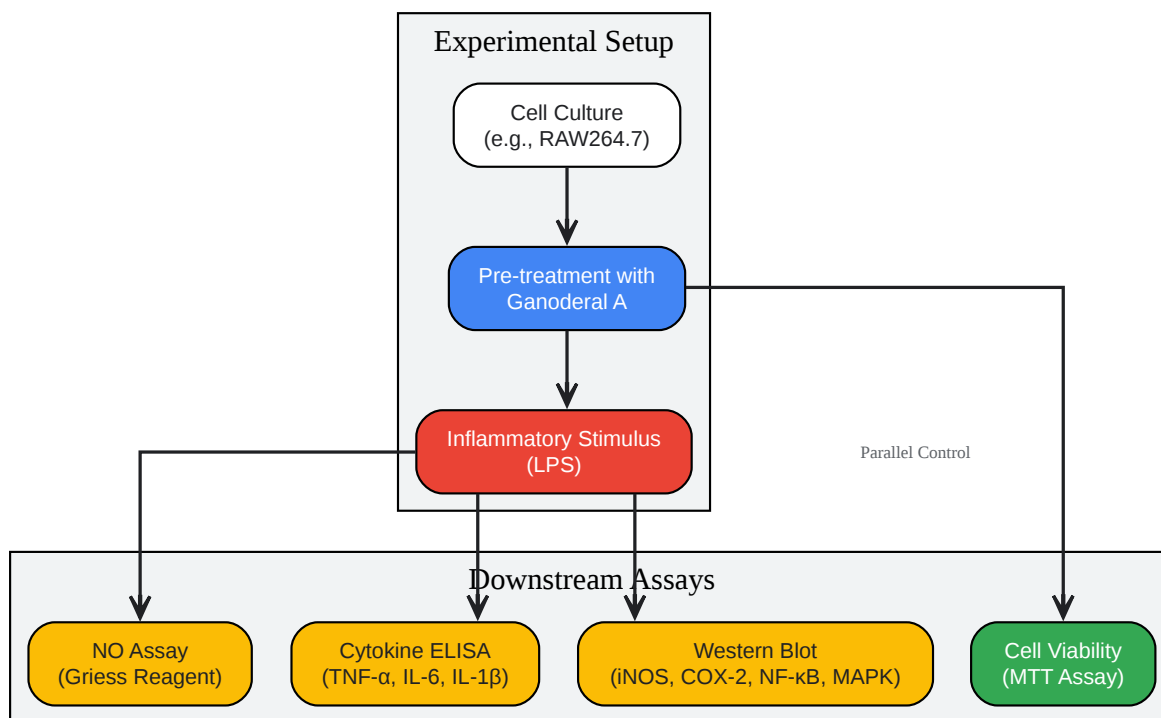 Experimental Setup
Cell Culture
(e.g., RAW264.7)
Pre-treatment with
Ganoderal A
Inflammatory Stimulus
(LPS)
Parallel Control
Downstream Assays
NO Assay
(Griess Reagent)
Cytokine ELISA
(TNF-α, IL-6, IL-1β)
Western Blot
(iNOS, COX-2, NF-κB, MAPK)
Cell Viability
(MTT Assay)